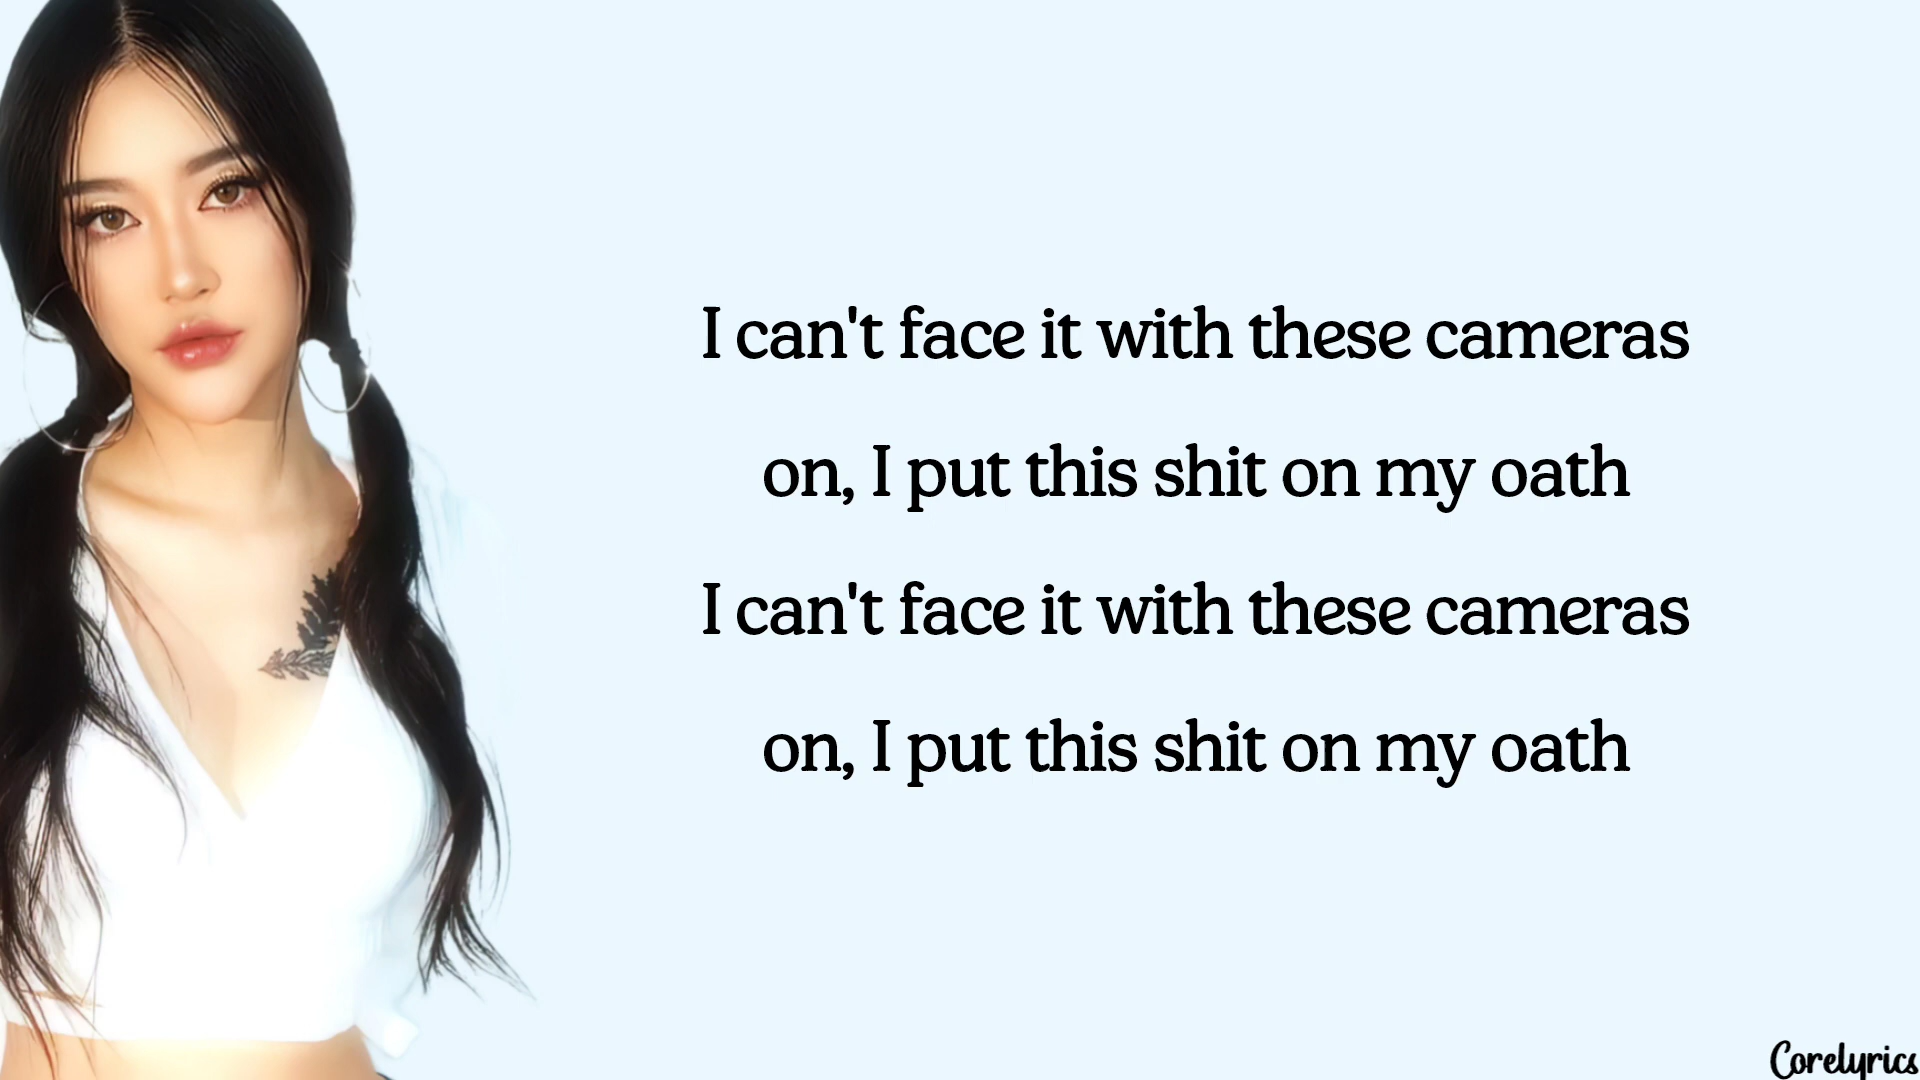 I can't face it with these cameras
on, I put this shit on my oath
I can't face it with these cameras
on, I put this shit on my oath
Corelyrics